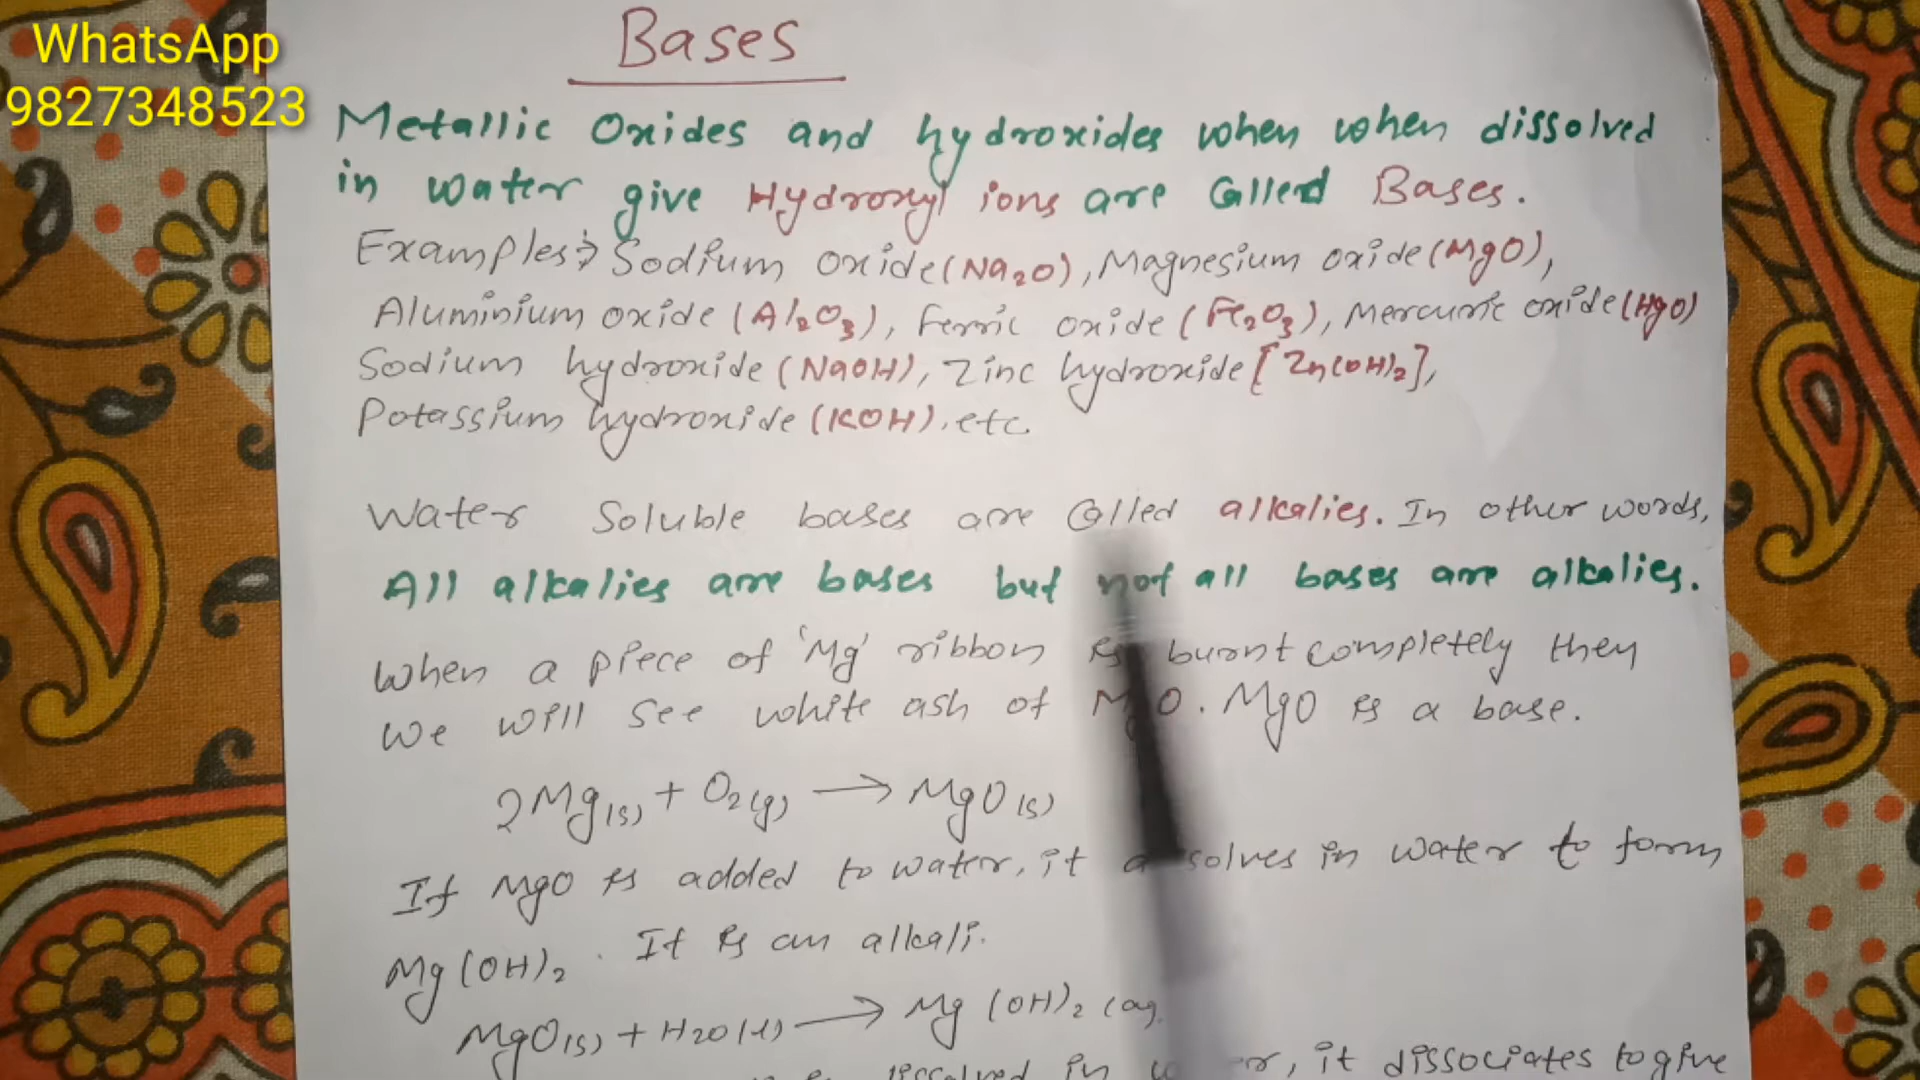 WhatsApp
9827348523
Bases
Metallic Oxides and hydroxides when when dissolved
in water give Hydroxyl ions are Called Bases.
Examples:→ Sodium oxide (Na₂O), Magnesium oxide (MgO),
Aluminium oxide (Al₂O₃), Ferric oxide (Fe₂O₃), Mercuric oxide (HgO)
Sodium hydroxide (NaOH), Zinc hydroxide [Zn(OH)₂],
Potassium hydroxide (KOH), etc.
Water Soluble bases are Called alkalies. In other words,
All alkalies are bases but not all bases are alkalies.
When a piece of 'Mg' ribbon is burnt completely then
we will see white ash of MgO. MgO is a base.
2Mg(s) + O₂(g) → MgO(s)
If MgO is added to water, it solves in water to form
Mg(OH)₂. It is an alkali.
MgO(s) + H₂O(l) → Mg(OH)₂ (aq
in it dissociates to give